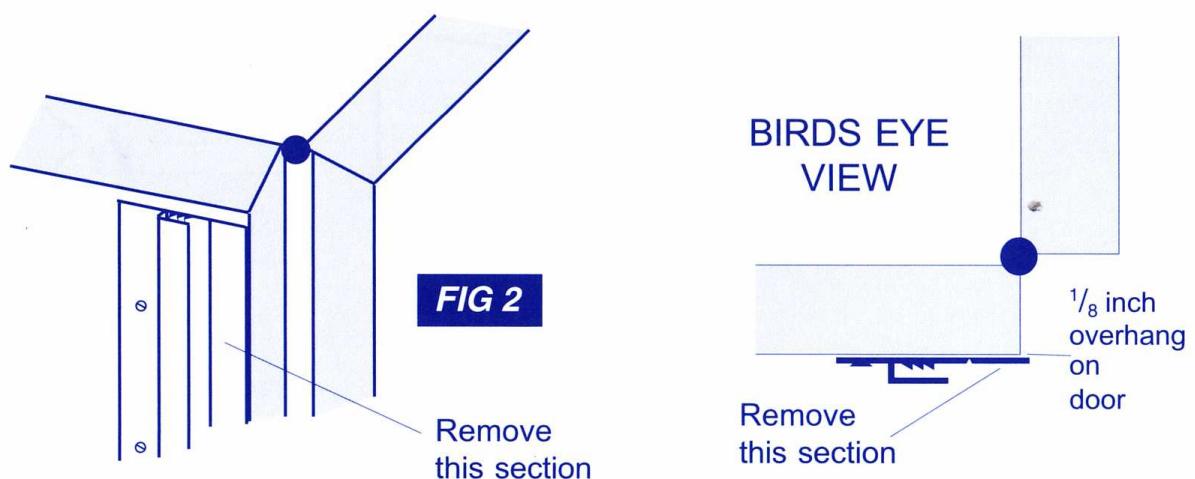 BIRDS EYE
VIEW
FIG 2
1/8 inch
overhang
on
door
Remove
this section
Remove
this section